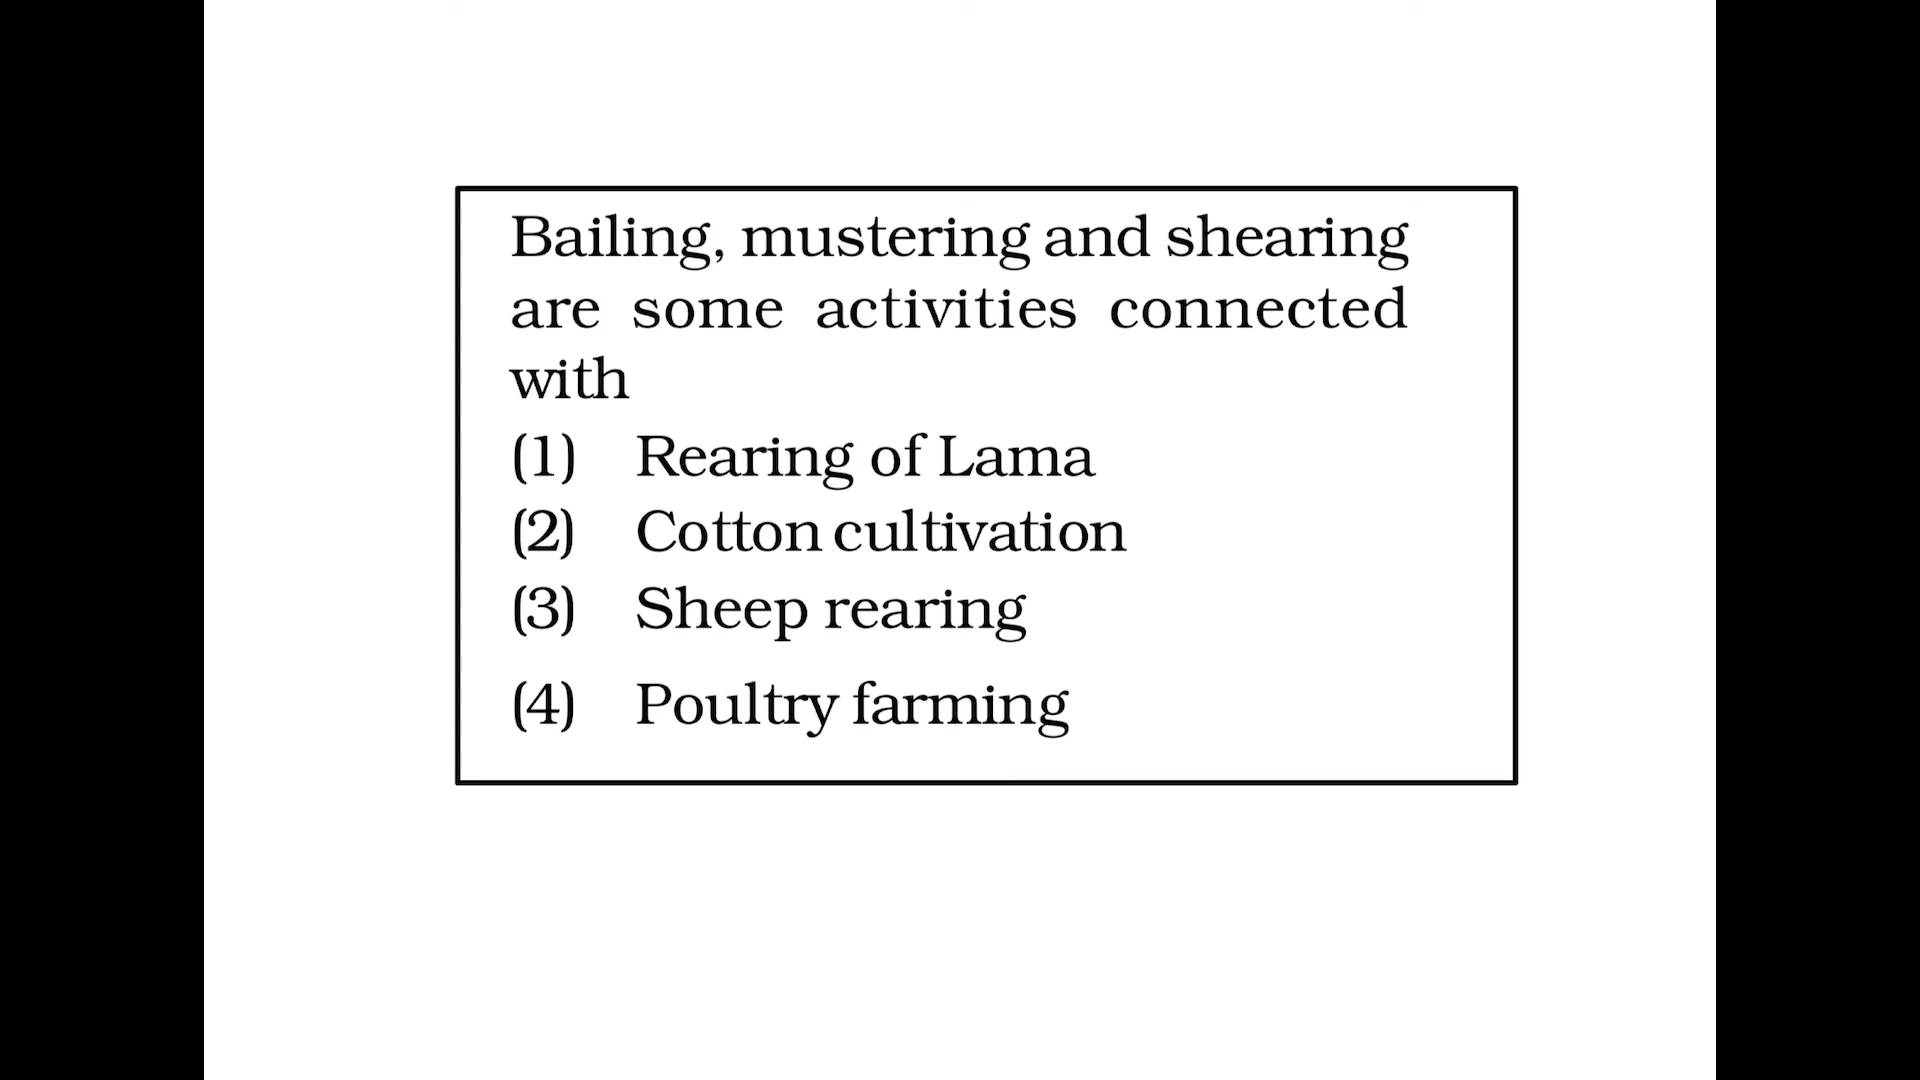 Bailing, mustering and shearing
are some activities connected
with
(1) Rearing of Lama
(2) Cotton cultivation
(3) Sheep rearing
(4) Poultry farming